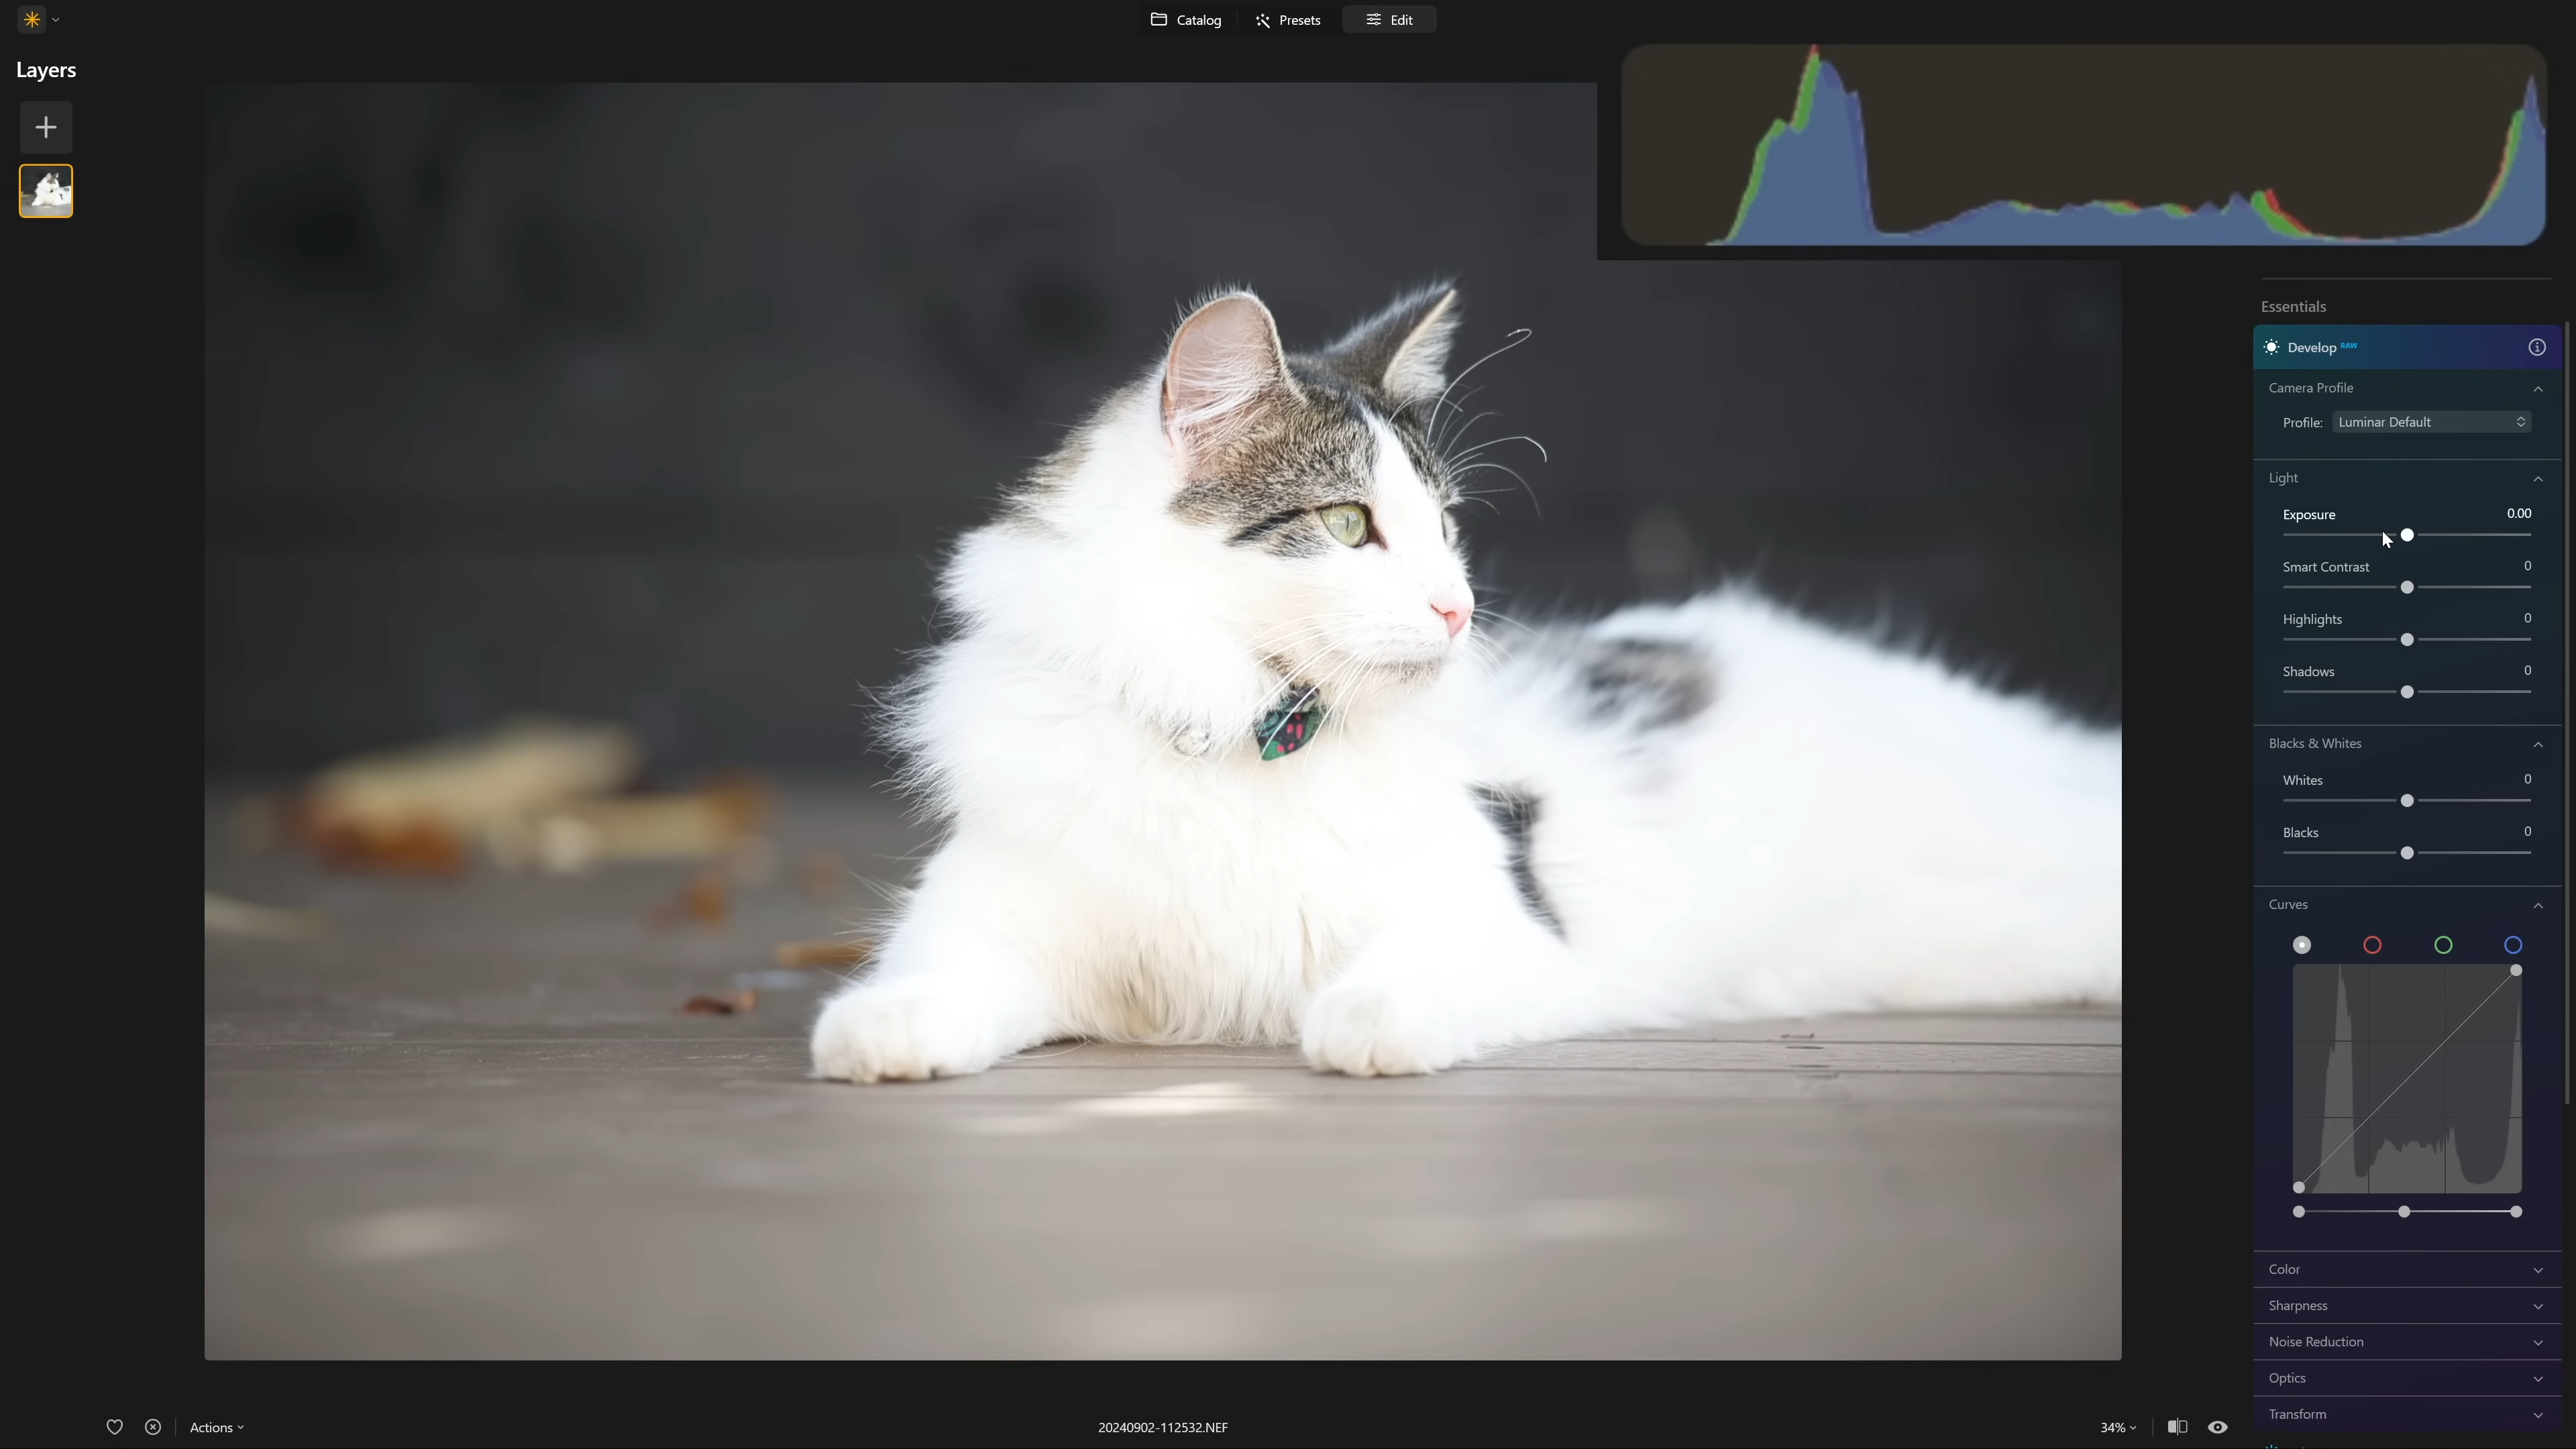 Catalog
Presets
Edit
Layers
Essentials
Develop RAW
Camera Profile
Profile: Luminar Default
Light
Exposure 0.00
Smart Contrast 0
Highlights 0
Shadows 0
Blacks & Whites
Whites 0
Blacks 0
Curves
Color
Sharpness
Noise Reduction
Optics
Transform
Actions
20240902-112532.NEF
34%